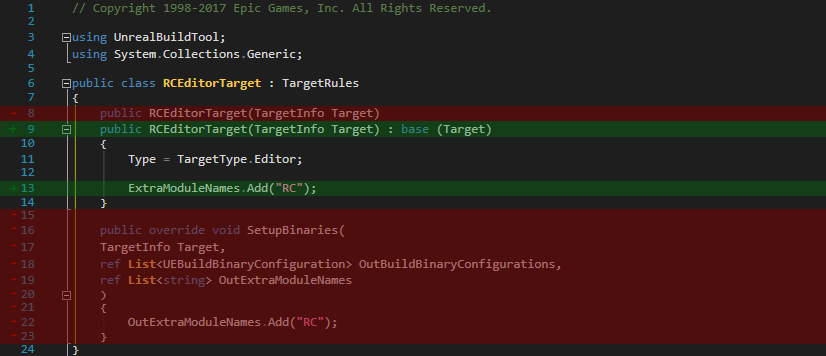 1 // Copyright 1998-2017 Epic Games, Inc. All Rights Reserved.
2
3 using UnrealBuildTool;
4 using System.Collections.Generic;
5
6 public class RCEditorTarget : TargetRules
7 {
- 8 public RCEditorTarget(TargetInfo Target)
+ 9 public RCEditorTarget(TargetInfo Target) : base (Target)
10 {
11 Type = TargetType.Editor;
12
+ 13 ExtraModuleNames.Add("RC");
14 }
- 15
- 16 public override void SetupBinaries(
- 17 TargetInfo Target,
- 18 ref List<UEBuildBinaryConfiguration> OutBuildBinaryConfigurations,
- 19 ref List<string> OutExtraModuleNames
- 20 )
- 21 {
- 22 OutExtraModuleNames.Add("RC");
- 23 }
24 }